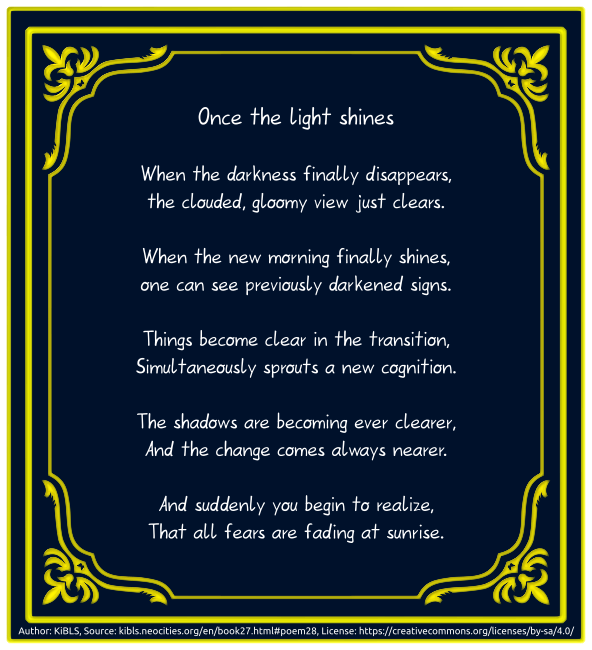 Once the light shines
When the darkness finally disappears,
the clouded, gloomy view just clears.
When the new morning finally shines,
one can see previously darkened signs.
Things become clear in the transition,
Simultaneously sprouts a new cognition.
The shadows are becoming ever clearer,
And the change comes always nearer.
And suddenly you begin to realize,
That all fears are fading at sunrise.
Author: KiBLS, Source: kibls.neocities.org/en/book27.html#poem28, License: https://creativecommons.org/licenses/by-sa/4.0/